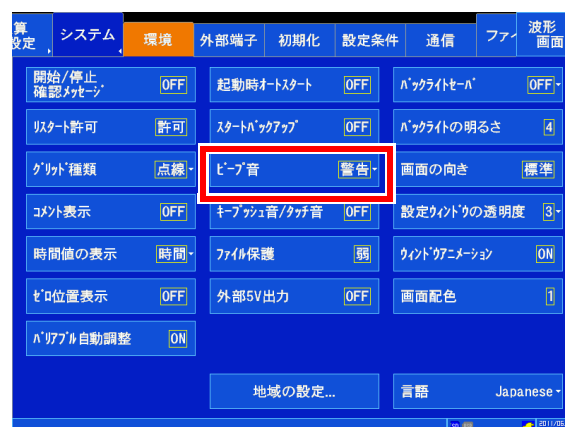 算
設定
システム
環境
外部端子
初期化
設定条件
通信
ファイ
波形
画面
開始/停止
確認ﾒｯｾｰｼﾞ
OFF
起動時ｵｰﾄｽﾀｰﾄ
OFF
ﾊﾞｯｸﾗｲﾄｾｰﾊﾞ
OFF
ﾘｽﾀｰﾄ許可
許可
ｽﾀｰﾄﾊﾞｯｸｱｯﾌﾟ
OFF
ﾊﾞｯｸﾗｲﾄの明るさ
4
ｸﾞﾘｯﾄﾞ種類
点線
ﾋﾞｰﾌﾟ音
警告
画面の向き
標準
ｺﾒﾝﾄ表示
OFF
ｷｰﾌﾟｯｼｭ音/ﾀｯﾁ音
OFF
設定ｳｨﾝﾄﾞｳの透明度
3
時間値の表示
時間
ﾌｧｲﾙ保護
弱
ｳｨﾝﾄﾞｳｱﾆﾒｰｼｮﾝ
ON
ｾﾞﾛ位置表示
OFF
外部5V出力
OFF
画面配色
1
ﾊﾞﾘｱﾌﾞﾙ自動調整
ON
地域の設定...
言語
Japanese